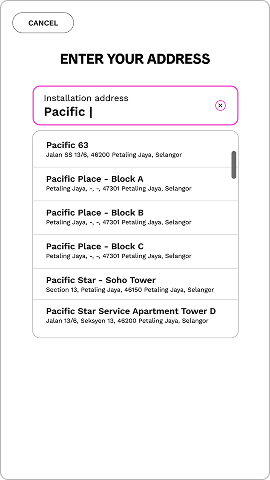 CANCEL
ENTER YOUR ADDRESS
Installation address
Pacific
Pacific 63
Jalan SS 13/6, 46200 Petaling Jaya, Selangor
Pacific Place - Block A
Petaling Jaya, -, -, 47301 Petaling Jaya, Selangor
Pacific Place - Block B
Petaling Jaya, -, -, 47301 Petaling Jaya, Selangor
Pacific Place - Block C
Petaling Jaya, -, -, 47301 Petaling Jaya, Selangor
Pacific Star - Soho Tower
Section 13, Petaling Jaya, 46150 Petaling Jaya, Selangor
Pacific Star Service Apartment Tower D
Jalan 13/6, Seksyen 13, 46200 Petaling Jaya, Selangor